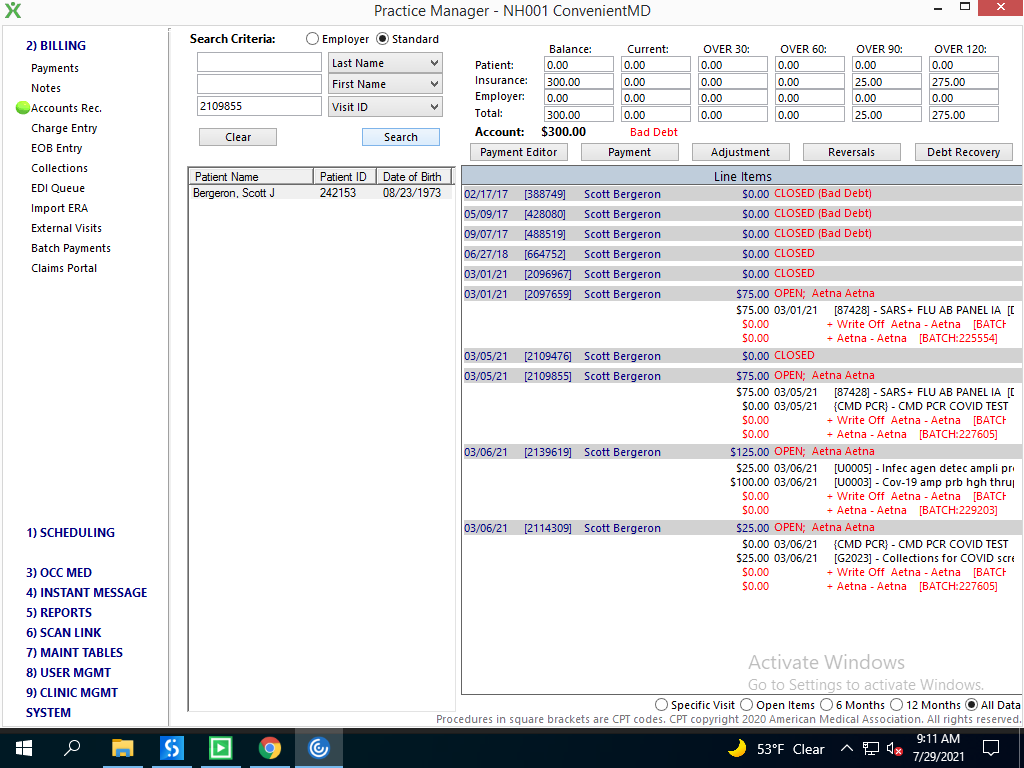 Practice Manager - NH001 ConvenientMD
2) BILLING
Payments
Notes
Accounts Rec.
Charge Entry
EOB Entry
Collections
EDI Queue
Import ERA
External Visits
Batch Payments
Claims Portal
1) SCHEDULING
3) OCC MED
4) INSTANT MESSAGE
5) REPORTS
6) SCAN LINK
7) MAINT TABLES
8) USER MGMT
9) CLINIC MGMT
SYSTEM
Search Criteria: Employer Standard
Last Name
First Name
2109855 Visit ID
Clear Search
Patient Name Patient ID Date of Birth
Bergeron, Scott J 242153 08/23/1973
Balance: Current: OVER 30: OVER 60: OVER 90: OVER 120:
Patient: 0.00 0.00 0.00 0.00 0.00 0.00
Insurance: 300.00 0.00 0.00 0.00 25.00 275.00
Employer: 0.00 0.00 0.00 0.00 0.00 0.00
Total: 300.00 0.00 0.00 0.00 25.00 275.00
Account: $300.00 Bad Debt
Payment Editor Payment Adjustment Reversals Debt Recovery
Line Items
02/17/17 [388749] Scott Bergeron $0.00 CLOSED (Bad Debt)
05/09/17 [428080] Scott Bergeron $0.00 CLOSED (Bad Debt)
09/07/17 [488519] Scott Bergeron $0.00 CLOSED (Bad Debt)
06/27/18 [664752] Scott Bergeron $0.00 CLOSED
03/01/21 [2096967] Scott Bergeron $0.00 CLOSED
03/01/21 [2097659] Scott Bergeron $75.00 OPEN; Aetna Aetna
$75.00 03/01/21 [87428] - SARS+ FLU AB PANEL IA [D
$0.00 + Write Off Aetna - Aetna [BATCH
$0.00 + Aetna - Aetna [BATCH:225554]
03/05/21 [2109476] Scott Bergeron $0.00 CLOSED
03/05/21 [2109855] Scott Bergeron $75.00 OPEN; Aetna Aetna
$75.00 03/05/21 [87428] - SARS+ FLU AB PANEL IA [D
$0.00 03/05/21 {CMD PCR} - CMD PCR COVID TEST
$0.00 + Write Off Aetna - Aetna [BATCH
$0.00 + Aetna - Aetna [BATCH:227605]
03/06/21 [2139619] Scott Bergeron $125.00 OPEN; Aetna Aetna
$25.00 03/06/21 [U0005] - Infec agen detec ampli pro
$100.00 03/06/21 [U0003] - Cov-19 amp prb hgh thrup
$0.00 + Write Off Aetna - Aetna [BATCH
$0.00 + Aetna - Aetna [BATCH:229203]
03/06/21 [2114309] Scott Bergeron $25.00 OPEN; Aetna Aetna
$0.00 03/06/21 {CMD PCR} - CMD PCR COVID TEST
$25.00 03/06/21 [G2023] - Collections for COVID scre
$0.00 + Write Off Aetna - Aetna [BATCH
$0.00 + Aetna - Aetna [BATCH:227605]
Activate Windows
Go to Settings to activate Windows.
Specific Visit Open Items 6 Months 12 Months All Data
Procedures in square brackets are CPT codes. CPT copyright 2020 American Medical Association. All rights reserved.
53°F Clear
9:11 AM
7/29/2021